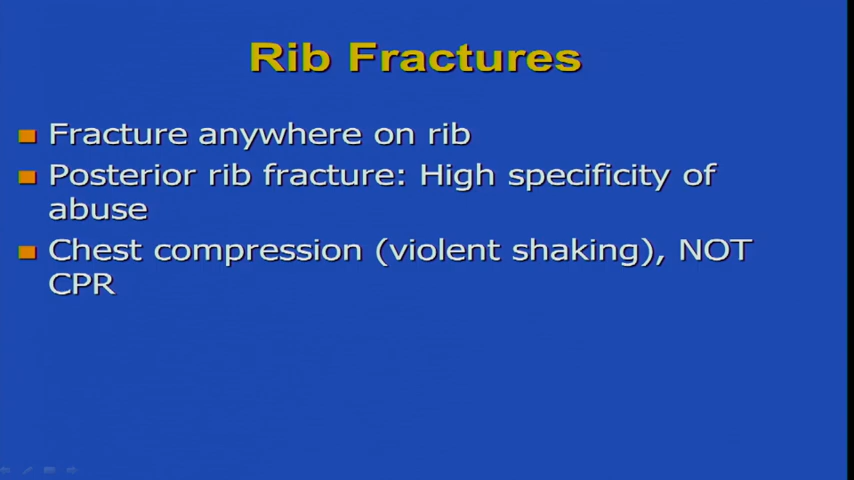 Rib Fractures
Fracture anywhere on rib
Posterior rib fracture: High specificity of
abuse
Chest compression (violent shaking), NOT
CPR